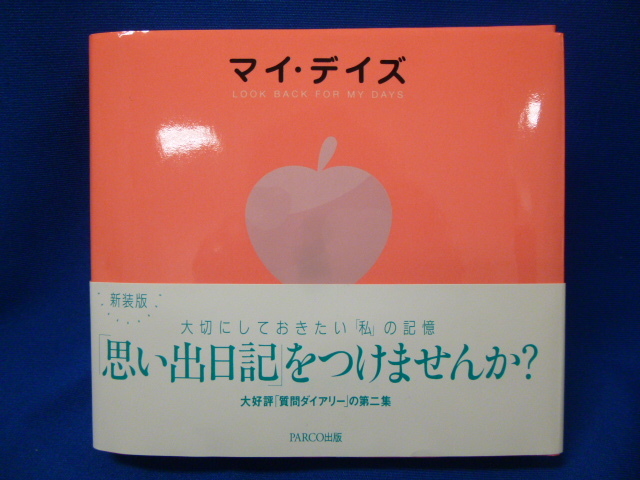 マイ・デイズ
LOOK BACK FOR MY DAYS
新装版
大切にしておきたい「私」の記憶
「思い出日記」をつけませんか?
大好評「質問ダイアリー」の第二集
PARCO出版